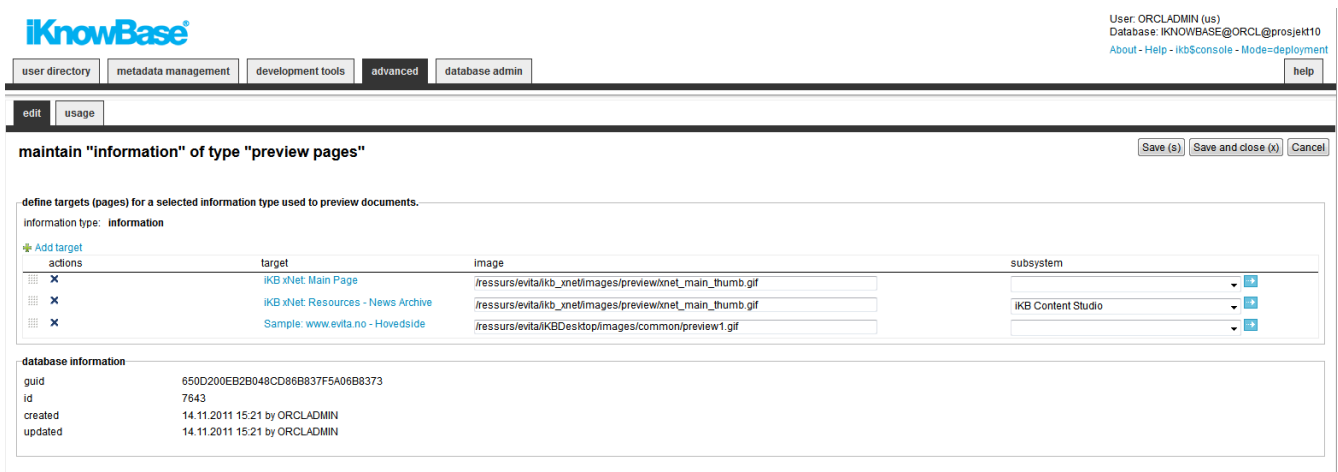 iKnowBase®
User: ORCLADMIN (us)
Database: IKNOWBASE@ORCL@prosjekt10
About - Help - ikb$console - Mode=deployment
user directory metadata management development tools advanced database admin help
edit usage
maintain "information" of type "preview pages" Save (s) Save and close (x) Cancel
define targets (pages) for a selected information type used to preview documents.
information type: information
Add target
actions target image subsystem
iKB xNet: Main Page /ressurs/evita/ikb_xnet/images/preview/xnet_main_thumb.gif
iKB xNet: Resources - News Archive /ressurs/evita/ikb_xnet/images/preview/xnet_main_thumb.gif iKB Content Studio
Sample: www.evita.no - Hovedside /ressurs/evita/iKBDesktop/images/common/preview1.gif
database information
guid 650D200EB2B048CD86B837F5A06B8373
id 7643
created 14.11.2011 15:21 by ORCLADMIN
updated 14.11.2011 15:21 by ORCLADMIN